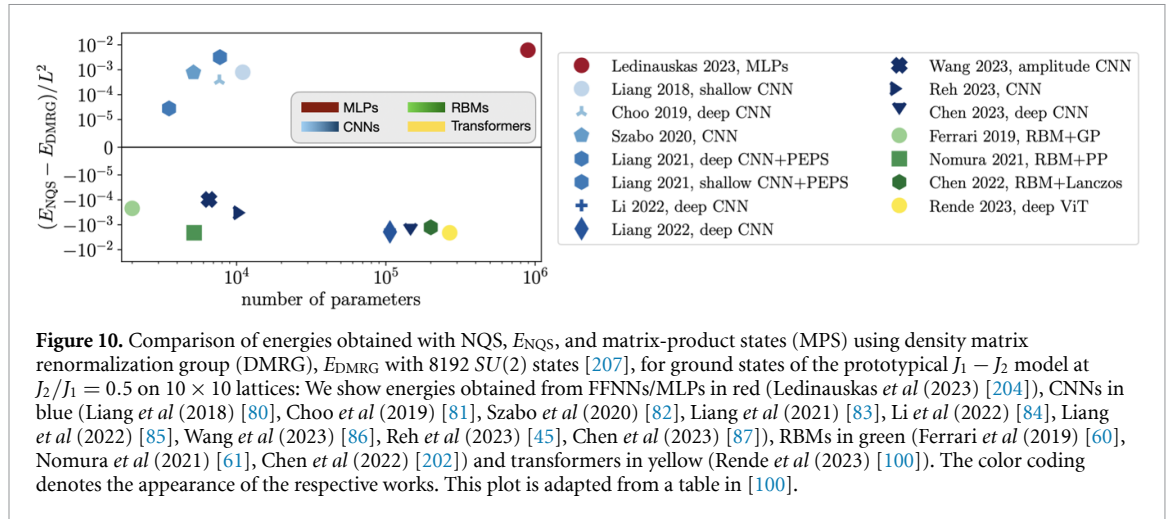 10⁻²
10⁻³
10⁻⁴
10⁻⁵
0
−10⁻⁵
−10⁻⁴
−10⁻³
−10⁻²
(E_NQS − E_DMRG)/L²
MLPs
RBMs
CNNs
Transformers
10⁴
10⁵
10⁶
number of parameters
Ledinauskas 2023, MLPs
Liang 2018, shallow CNN
Choo 2019, deep CNN
Szabo 2020, CNN
Liang 2021, deep CNN+PEPS
Liang 2021, shallow CNN+PEPS
Li 2022, deep CNN
Liang 2022, deep CNN
Wang 2023, amplitude CNN
Reh 2023, CNN
Chen 2023, deep CNN
Ferrari 2019, RBM+GP
Nomura 2021, RBM+PP
Chen 2022, RBM+Lanczos
Rende 2023, deep ViT
Figure 10. Comparison of energies obtained with NQS, E_NQS, and matrix-product states (MPS) using density matrix
renormalization group (DMRG), E_DMRG with 8192 SU(2) states [207], for ground states of the prototypical J₁ − J₂ model at
J₂/J₁ = 0.5 on 10 × 10 lattices: We show energies obtained from FFNNs/MLPs in red (Ledinauskas et al (2023) [204]), CNNs in
blue (Liang et al (2018) [80], Choo et al (2019) [81], Szabo et al (2020) [82], Liang et al (2021) [83], Li et al (2022) [84], Liang
et al (2022) [85], Wang et al (2023) [86], Reh et al (2023) [45], Chen et al (2023) [87]), RBMs in green (Ferrari et al (2019) [60],
Nomura et al (2021) [61], Chen et al (2022) [202]) and transformers in yellow (Rende et al (2023) [100]). The color coding
denotes the appearance of the respective works. This plot is adapted from a table in [100].